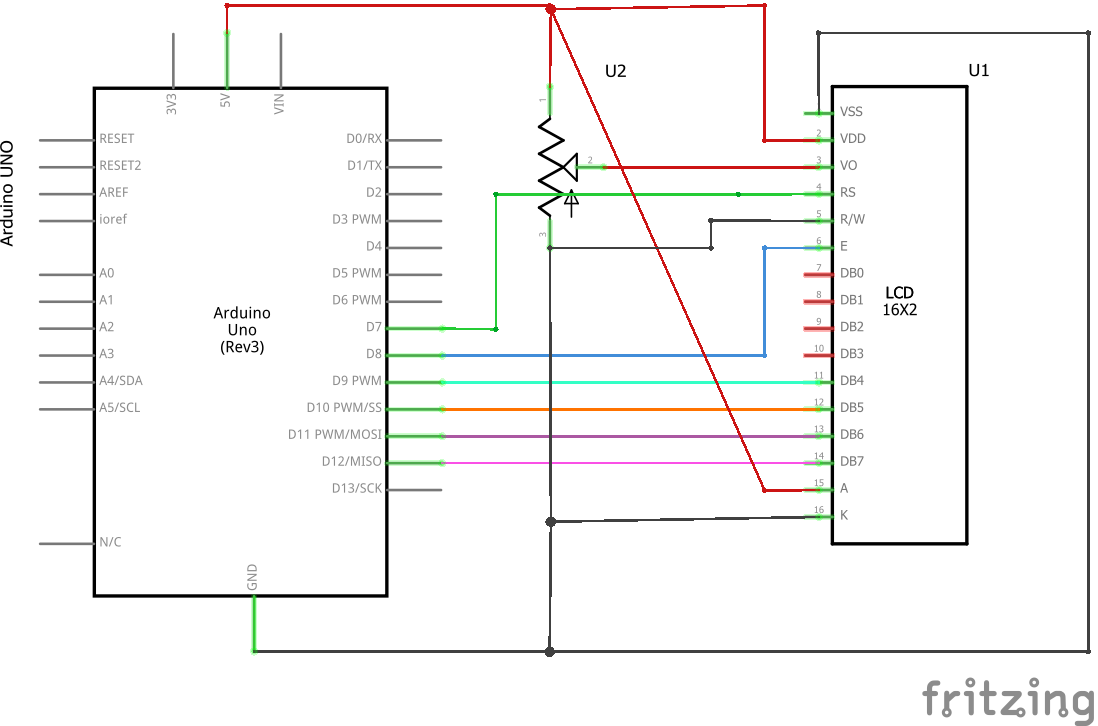 Arduino UNO
3V3
5V
VIN
RESET
RESET2
AREF
ioref
A0
A1
A2
A3
A4/SDA
A5/SCL
N/C
GND
Arduino
Uno
(Rev3)
D0/RX
D1/TX
D2
D3 PWM
D4
D5 PWM
D6 PWM
D7
D8
D9 PWM
D10 PWM/SS
D11 PWM/MOSI
D12/MISO
D13/SCK
U2
1
2
3
U1
VSS
2 VDD
3 VO
4 RS
5 R/W
6 E
7 DB0
8 DB1
9 DB2
10 DB3
11 DB4
12 DB5
13 DB6
14 DB7
15 A
16 K
LCD
16X2
fritzing